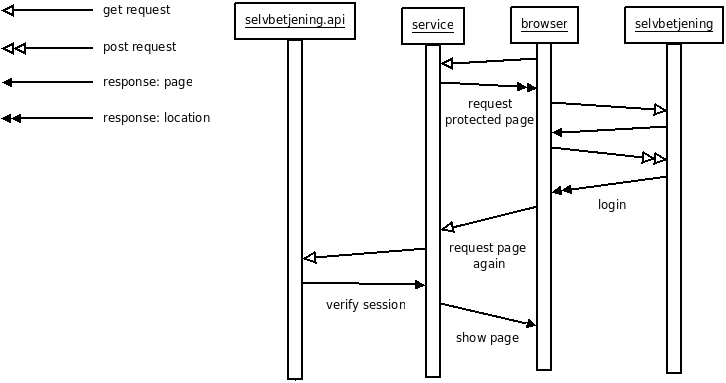 get request
post request
response: page
response: location
selvbetjening.api
service
browser
selvbetjening
request
protected page
login
request page
again
verify session
show page